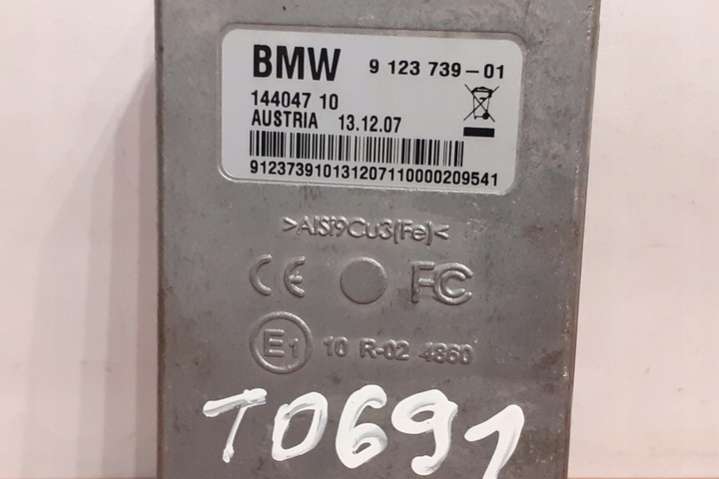 BMW 9 123 739-01
144047 10
AUSTRIA 13.12.07
912373910131207110000209541
>AlSi9Cu3(Fe)<
CE FC
E1 10 R-02 4860
T0691